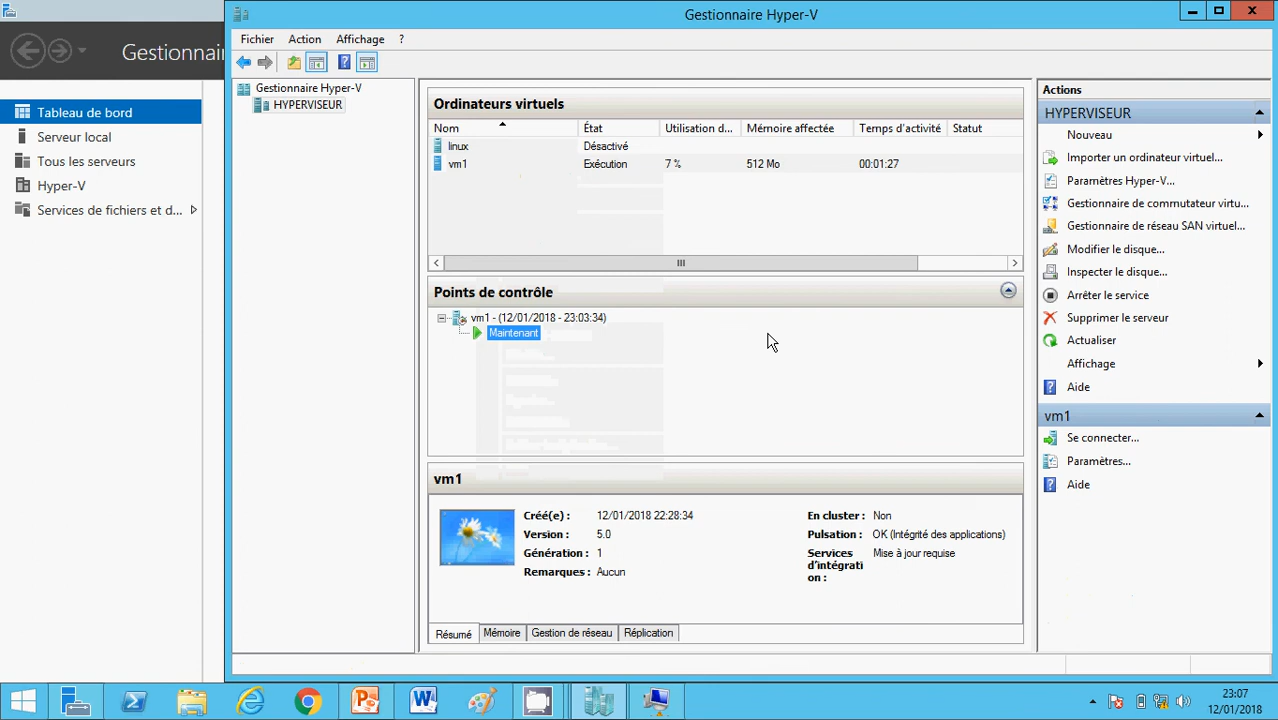 Gestionnaire Hyper-V
Gestionnai
Fichier Action Affichage ?
Tableau de bord
Serveur local
Tous les serveurs
Hyper-V
Services de fichiers et d...
Gestionnaire Hyper-V
HYPERVISEUR
Ordinateurs virtuels
Nom État Utilisation d... Mémoire affectée Temps d'activité Statut
linux Désactivé
vm1 Exécution 7 % 512 Mo 00:01:27
Points de contrôle
vm1 - (12/01/2018 - 23:03:34)
Maintenant
vm1
Créé(e) : 12/01/2018 22:28:34
Version : 5.0
Génération : 1
Remarques : Aucun
En cluster : Non
Pulsation : OK (Intégrité des applications)
Services Mise à jour requise
d'intégrati
on :
Résumé Mémoire Gestion de réseau Réplication
Actions
HYPERVISEUR
Nouveau
Importer un ordinateur virtuel...
Paramètres Hyper-V...
Gestionnaire de commutateur virtu...
Gestionnaire de réseau SAN virtuel...
Modifier le disque...
Inspecter le disque...
Arrêter le service
Supprimer le serveur
Actualiser
Affichage
Aide
vm1
Se connecter...
Paramètres...
Aide
23:07
12/01/2018